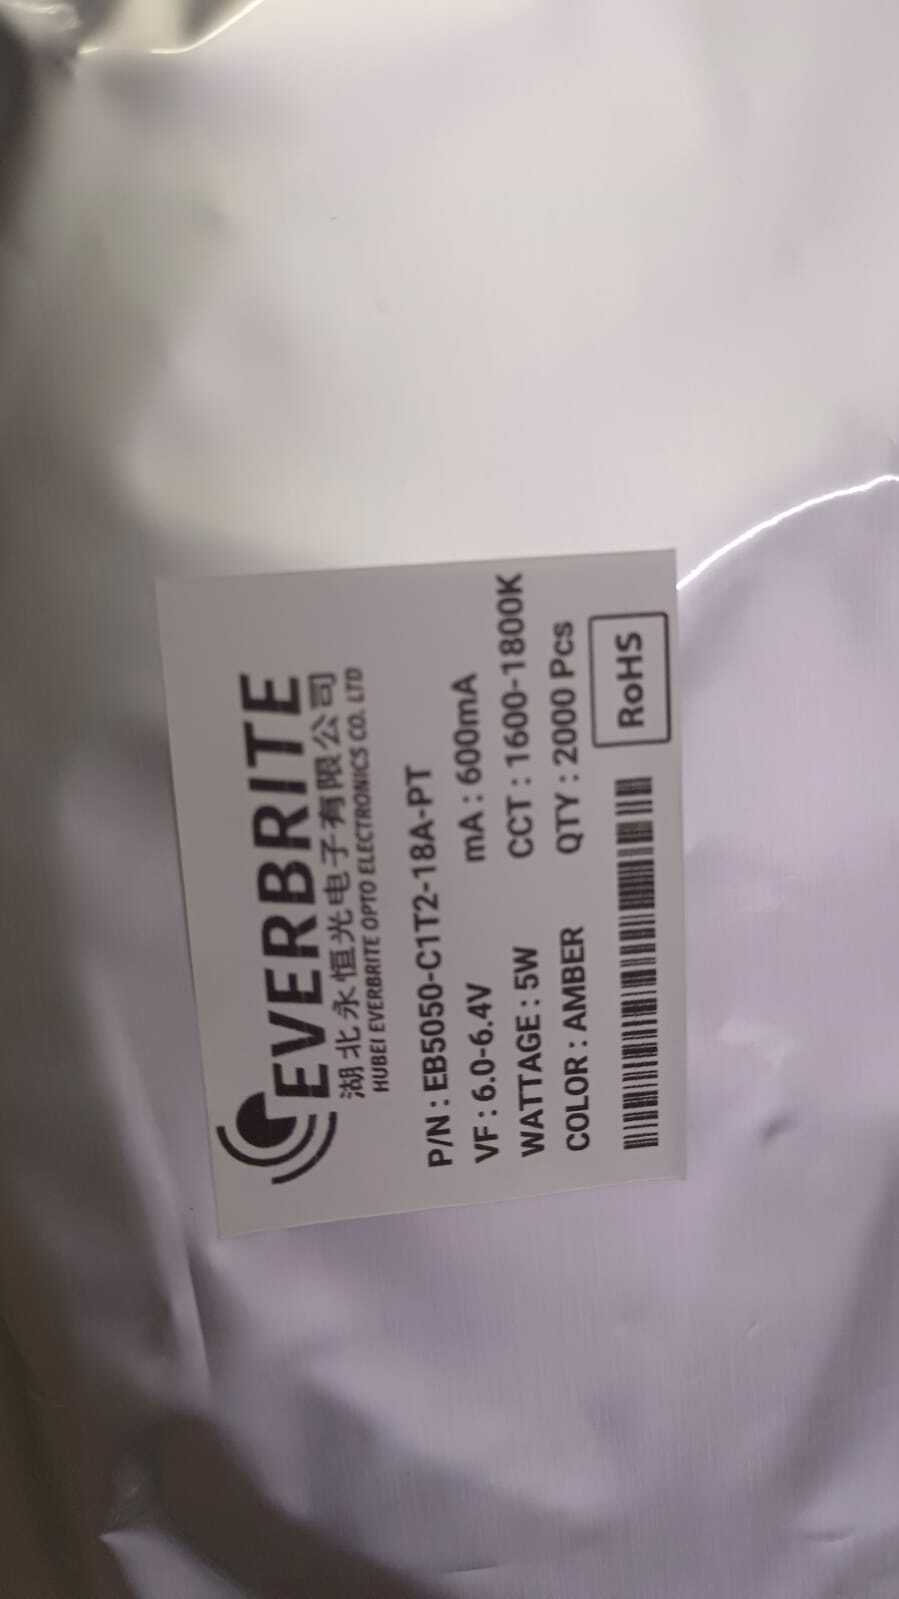 EVERBRITE
湖北永恒光电子有限公司
HUBEI EVERBRITE OPTO ELECTRONICS CO. LTD
P/N : EB5050-C1T2-18A-PT
VF : 6.0-6.4V mA : 600mA
WATTAGE : 5W CCT : 1600-1800K
COLOR : AMBER QTY : 2000 Pcs
RoHS